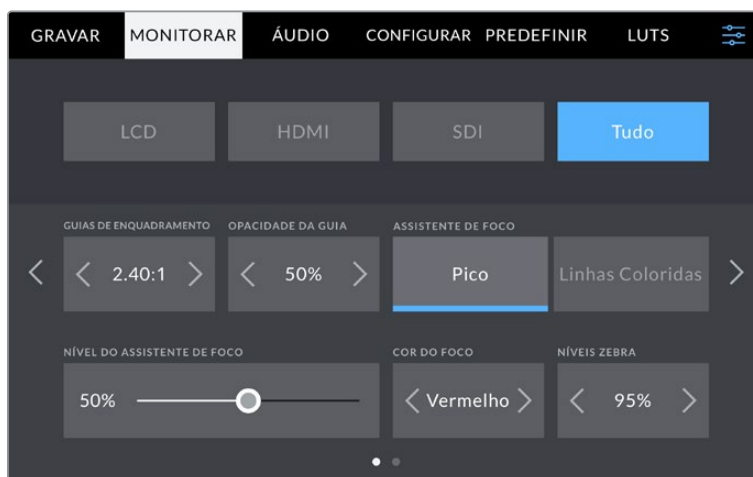 GRAVAR MONITORAR ÁUDIO CONFIGURAR PREDEFINIR LUTS
LCD HDMI SDI Tudo
GUIAS DE ENQUADRAMENTO OPACIDADE DA GUIA ASSISTENTE DE FOCO
2.40:1 50% Pico Linhas Coloridas
NÍVEL DO ASSISTENTE DE FOCO COR DO FOCO NÍVEIS ZEBRA
50% Vermelho 95%